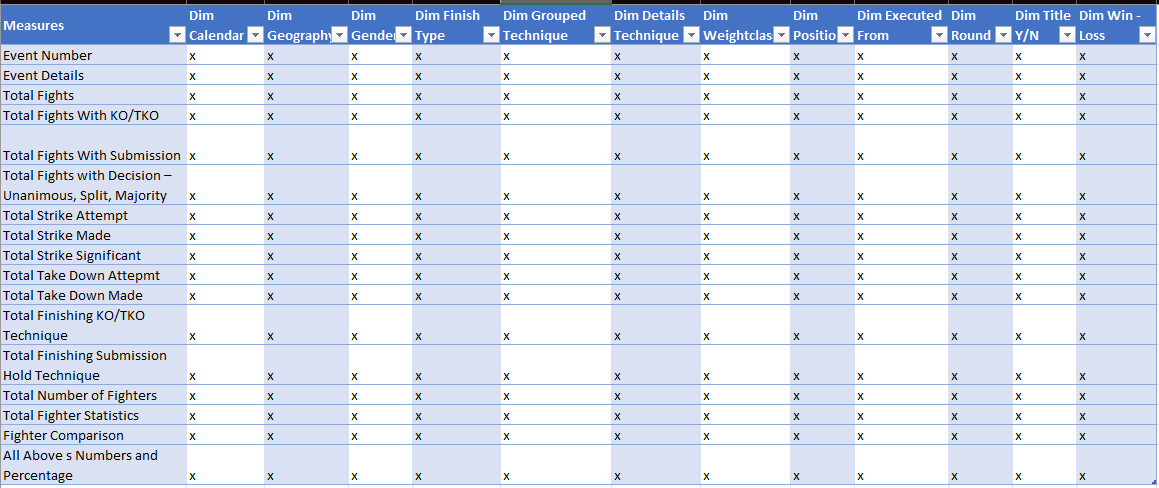 Measures Dim Calendar Dim Geography Dim Gender Dim Finish Type Dim Grouped Technique Dim Details Technique Dim Weightclas Dim Positio Dim Executed From Dim Round Dim Title Y/N Dim Win - Loss
Event Number x x x x x x x x x x x x
Event Details x x x x x x x x x x x x
Total Fights x x x x x x x x x x x x
Total Fights With KO/TKO x x x x x x x x x x x x
Total Fights With Submission x x x x x x x x x x x x
Total Fights with Decision –
Unanimous, Split, Majority x x x x x x x x x x x x
Total Strike Attempt x x x x x x x x x x x x
Total Strike Made x x x x x x x x x x x x
Total Strike Significant x x x x x x x x x x x x
Total Take Down Attepmt x x x x x x x x x x x x
Total Take Down Made x x x x x x x x x x x x
Total Finishing KO/TKO
Technique x x x x x x x x x x x x
Total Finishing Submission
Hold Technique x x x x x x x x x x x x
Total Number of Fighters x x x x x x x x x x x x
Total Fighter Statistics x x x x x x x x x x x x
Fighter Comparison x x x x x x x x x x x x
All Above s Numbers and
Percentage x x x x x x x x x x x x